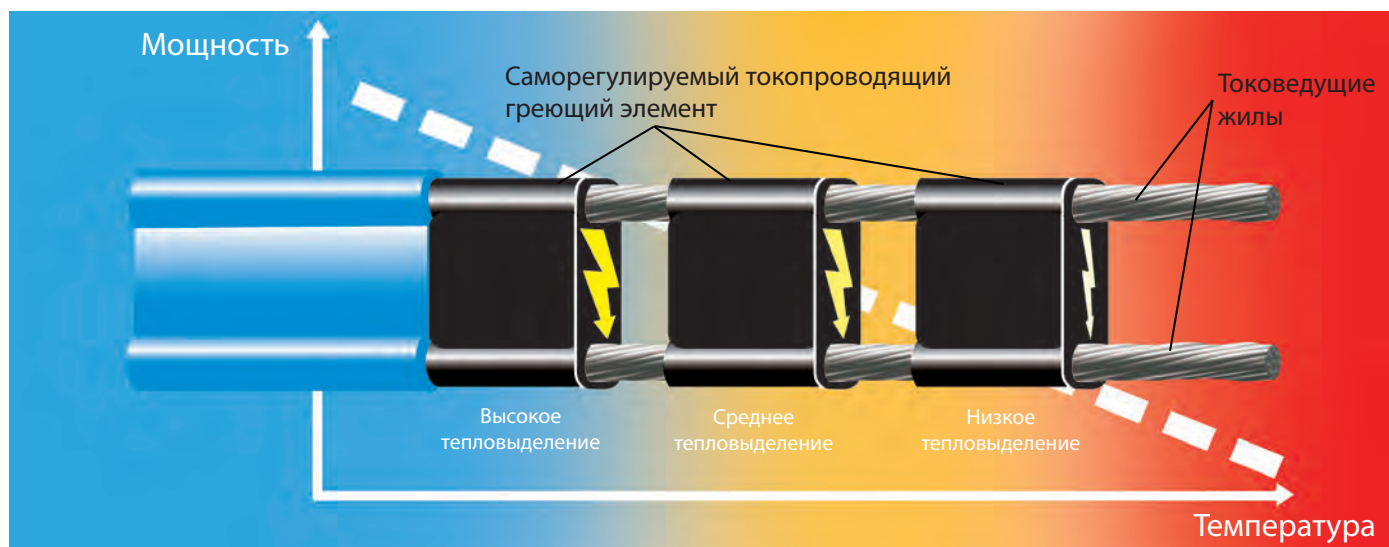 Мощность
Саморегулируемый токопроводящий
греющий элемент
Токоведущие
жилы
Высокое
тепловыделение
Среднее
тепловыделение
Низкое
тепловыделение
Температура